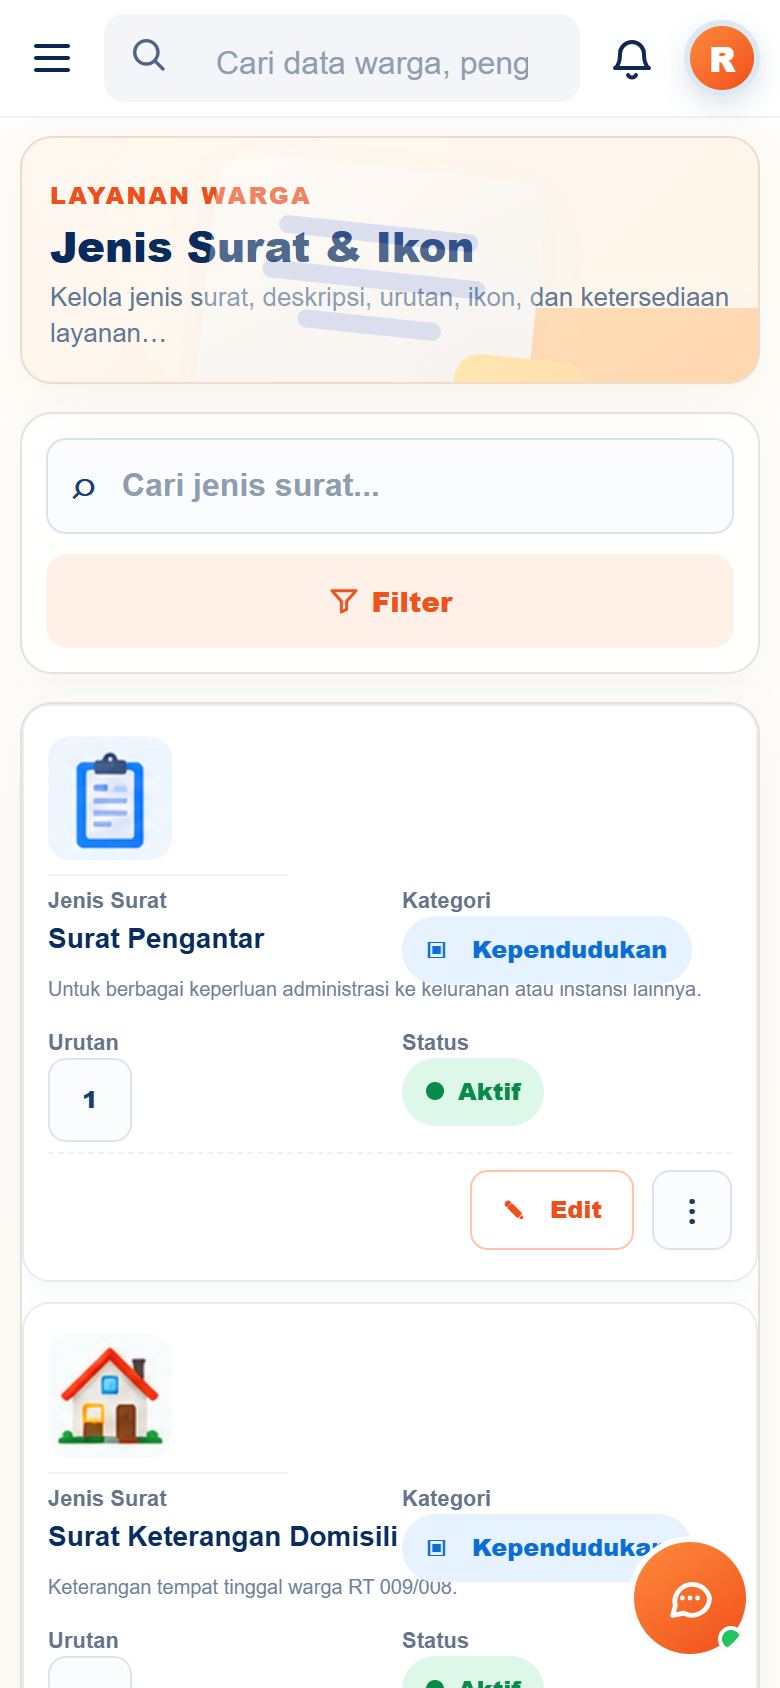 Cari data warga, peng
R
LAYANAN WARGA
Jenis Surat & Ikon
Kelola jenis surat, deskripsi, urutan, ikon, dan ketersediaan
layanan...
Cari jenis surat...
Filter
Jenis Surat
Kategori
Surat Pengantar
Kependudukan
Untuk berbagai keperluan administrasi ke kelurahan atau instansi lainnya.
Urutan
Status
1
Aktif
Edit
Jenis Surat
Kategori
Surat Keterangan Domisili
Kependudukan
Keterangan tempat tinggal warga RT 009/008.
Urutan
Status
Aktif